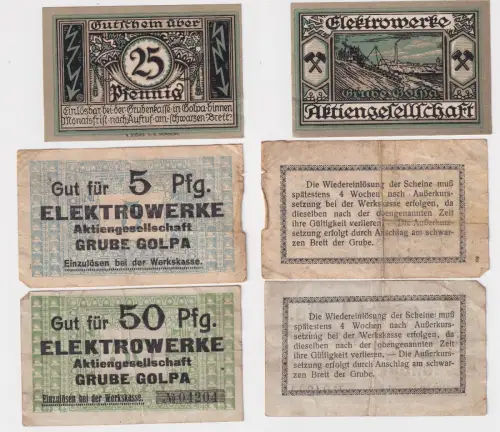 Gutschein über
25
Pfennig
Einlösbar bei der Grubenkasse in Golpa binnen
Monatsfrist nach Aufruf am schwarzen Brett.
Elektrowerke
Grube Golpa
Aktiengesellschaft
Gut für 5 Pfg.
ELEKTROWERKE
Aktiengesellschaft
GRUBE GOLPA
Einzulösen bei der Werkskasse.
Die Wiedereinlösung der Scheine muß
spätestens 4 Wochen nach Außerkurs-
setzung bei der Werkskasse erfolgen, da
dieselben nach der obengenannten Zeit
ihre Gültigkeit verlieren. — Die Außerkurs-
setzung erfolgt durch Anschlag am schwar-
zen Brett der Grube.
Gut für 50 Pfg.
ELEKTROWERKE
Aktiengesellschaft
GRUBE GOLPA
Einzulösen bei der Werkskasse.
№ 04204
Die Wiedereinlösung der Scheine muß
spätestens 4 Wochen nach Außerkurs-
setzung bei der Werkskasse erfolgen, da
dieselben nach der obengenannten Zeit
ihre Gültigkeit verlieren. — Die Außerkurs-
setzung erfolgt durch Anschlag am schwar-
zen Brett der Grube.